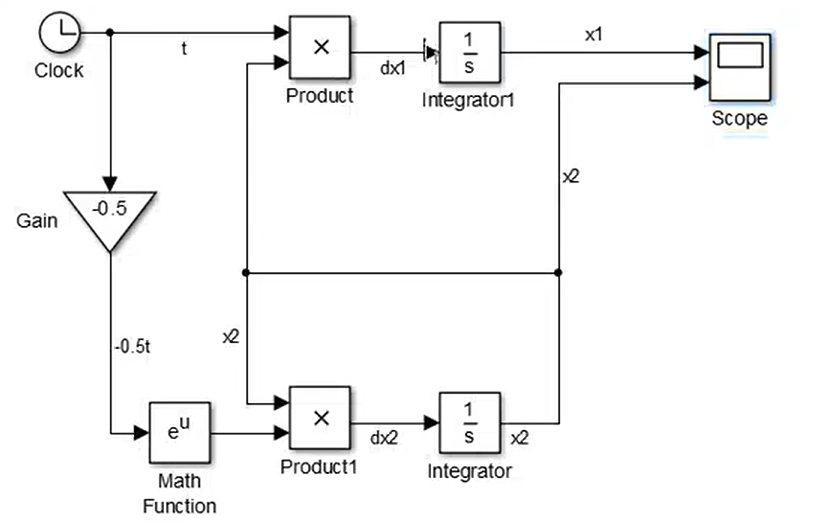 Clock
t
×
Product
dx1
1
s
Integrator1
x1
Scope
x2
Gain
-0.5
-0.5t
x2
e^u
Math
Function
×
Product1
dx2
1
s
Integrator
x2